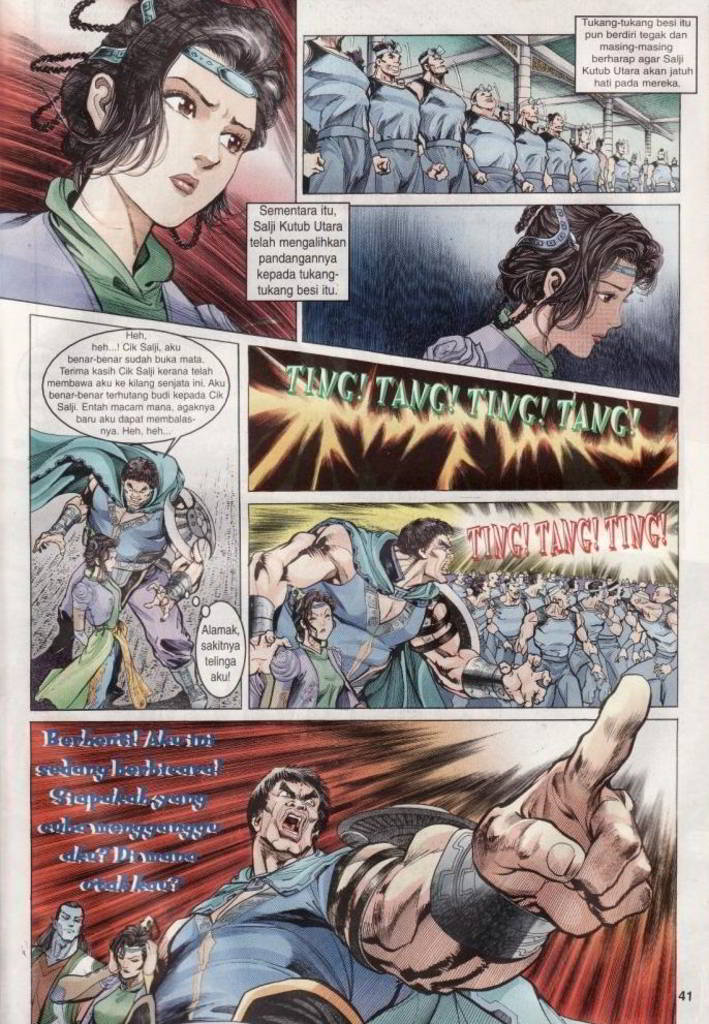 Tukang-tukang besi itu
pun berdiri tegak dan
masing-masing
berharap agar Salji
Kutub Utara akan jatuh
hati pada mereka.
Sementara itu,
Salji Kutub Utara
telah mengalihkan
pandangannya
kepada tukang-
tukang besi itu.
Heh,
heh...! Cik Salji, aku
benar-benar sudah buka mata.
Terima kasih Cik Salji kerana telah
membawa aku ke kilang senjata ini. Aku
benar-benar terhutang budi kepada Cik
Salji. Entah macam mana, agaknya
baru aku dapat membalas-
nya. Heh, heh...
TING! TANG! TING! TANG!
Alamak,
sakitnya
telinga
aku!
TING! TANG! TING!
Berhenti! Aku ini
sedang berbicara!
Siapakah yang
cuba mengganggu
aku? Di mana
otak kau?
41